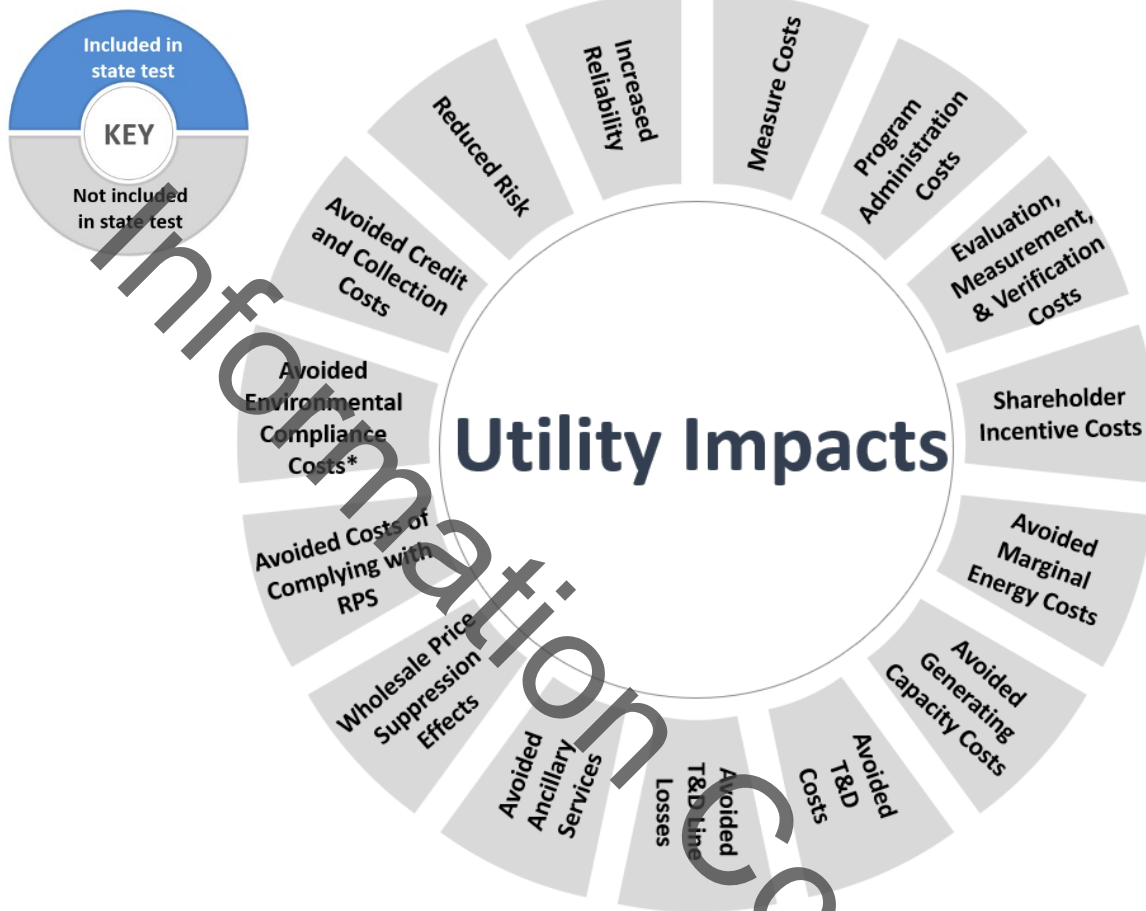 Included in
state test
KEY
Not included
in state test
Increased
Reliability
Measure Costs
Program
Administration
Costs
Evaluation,
Measurement,
& Verification
Costs
Shareholder
Incentive Costs
Avoided
Marginal
Energy Costs
Avoided
Generating
Capacity Costs
Avoided
T&D
Costs
Avoided
T&D Line
Losses
Avoided
Ancillary
Services
Wholesale Price
Suppression
Effects
Avoided Costs of
Complying with
RPS
Avoided
Environmental
Compliance
Costs*
Avoided Credit
and Collection
Costs
Reduced Risk
Utility Impacts
Information Co